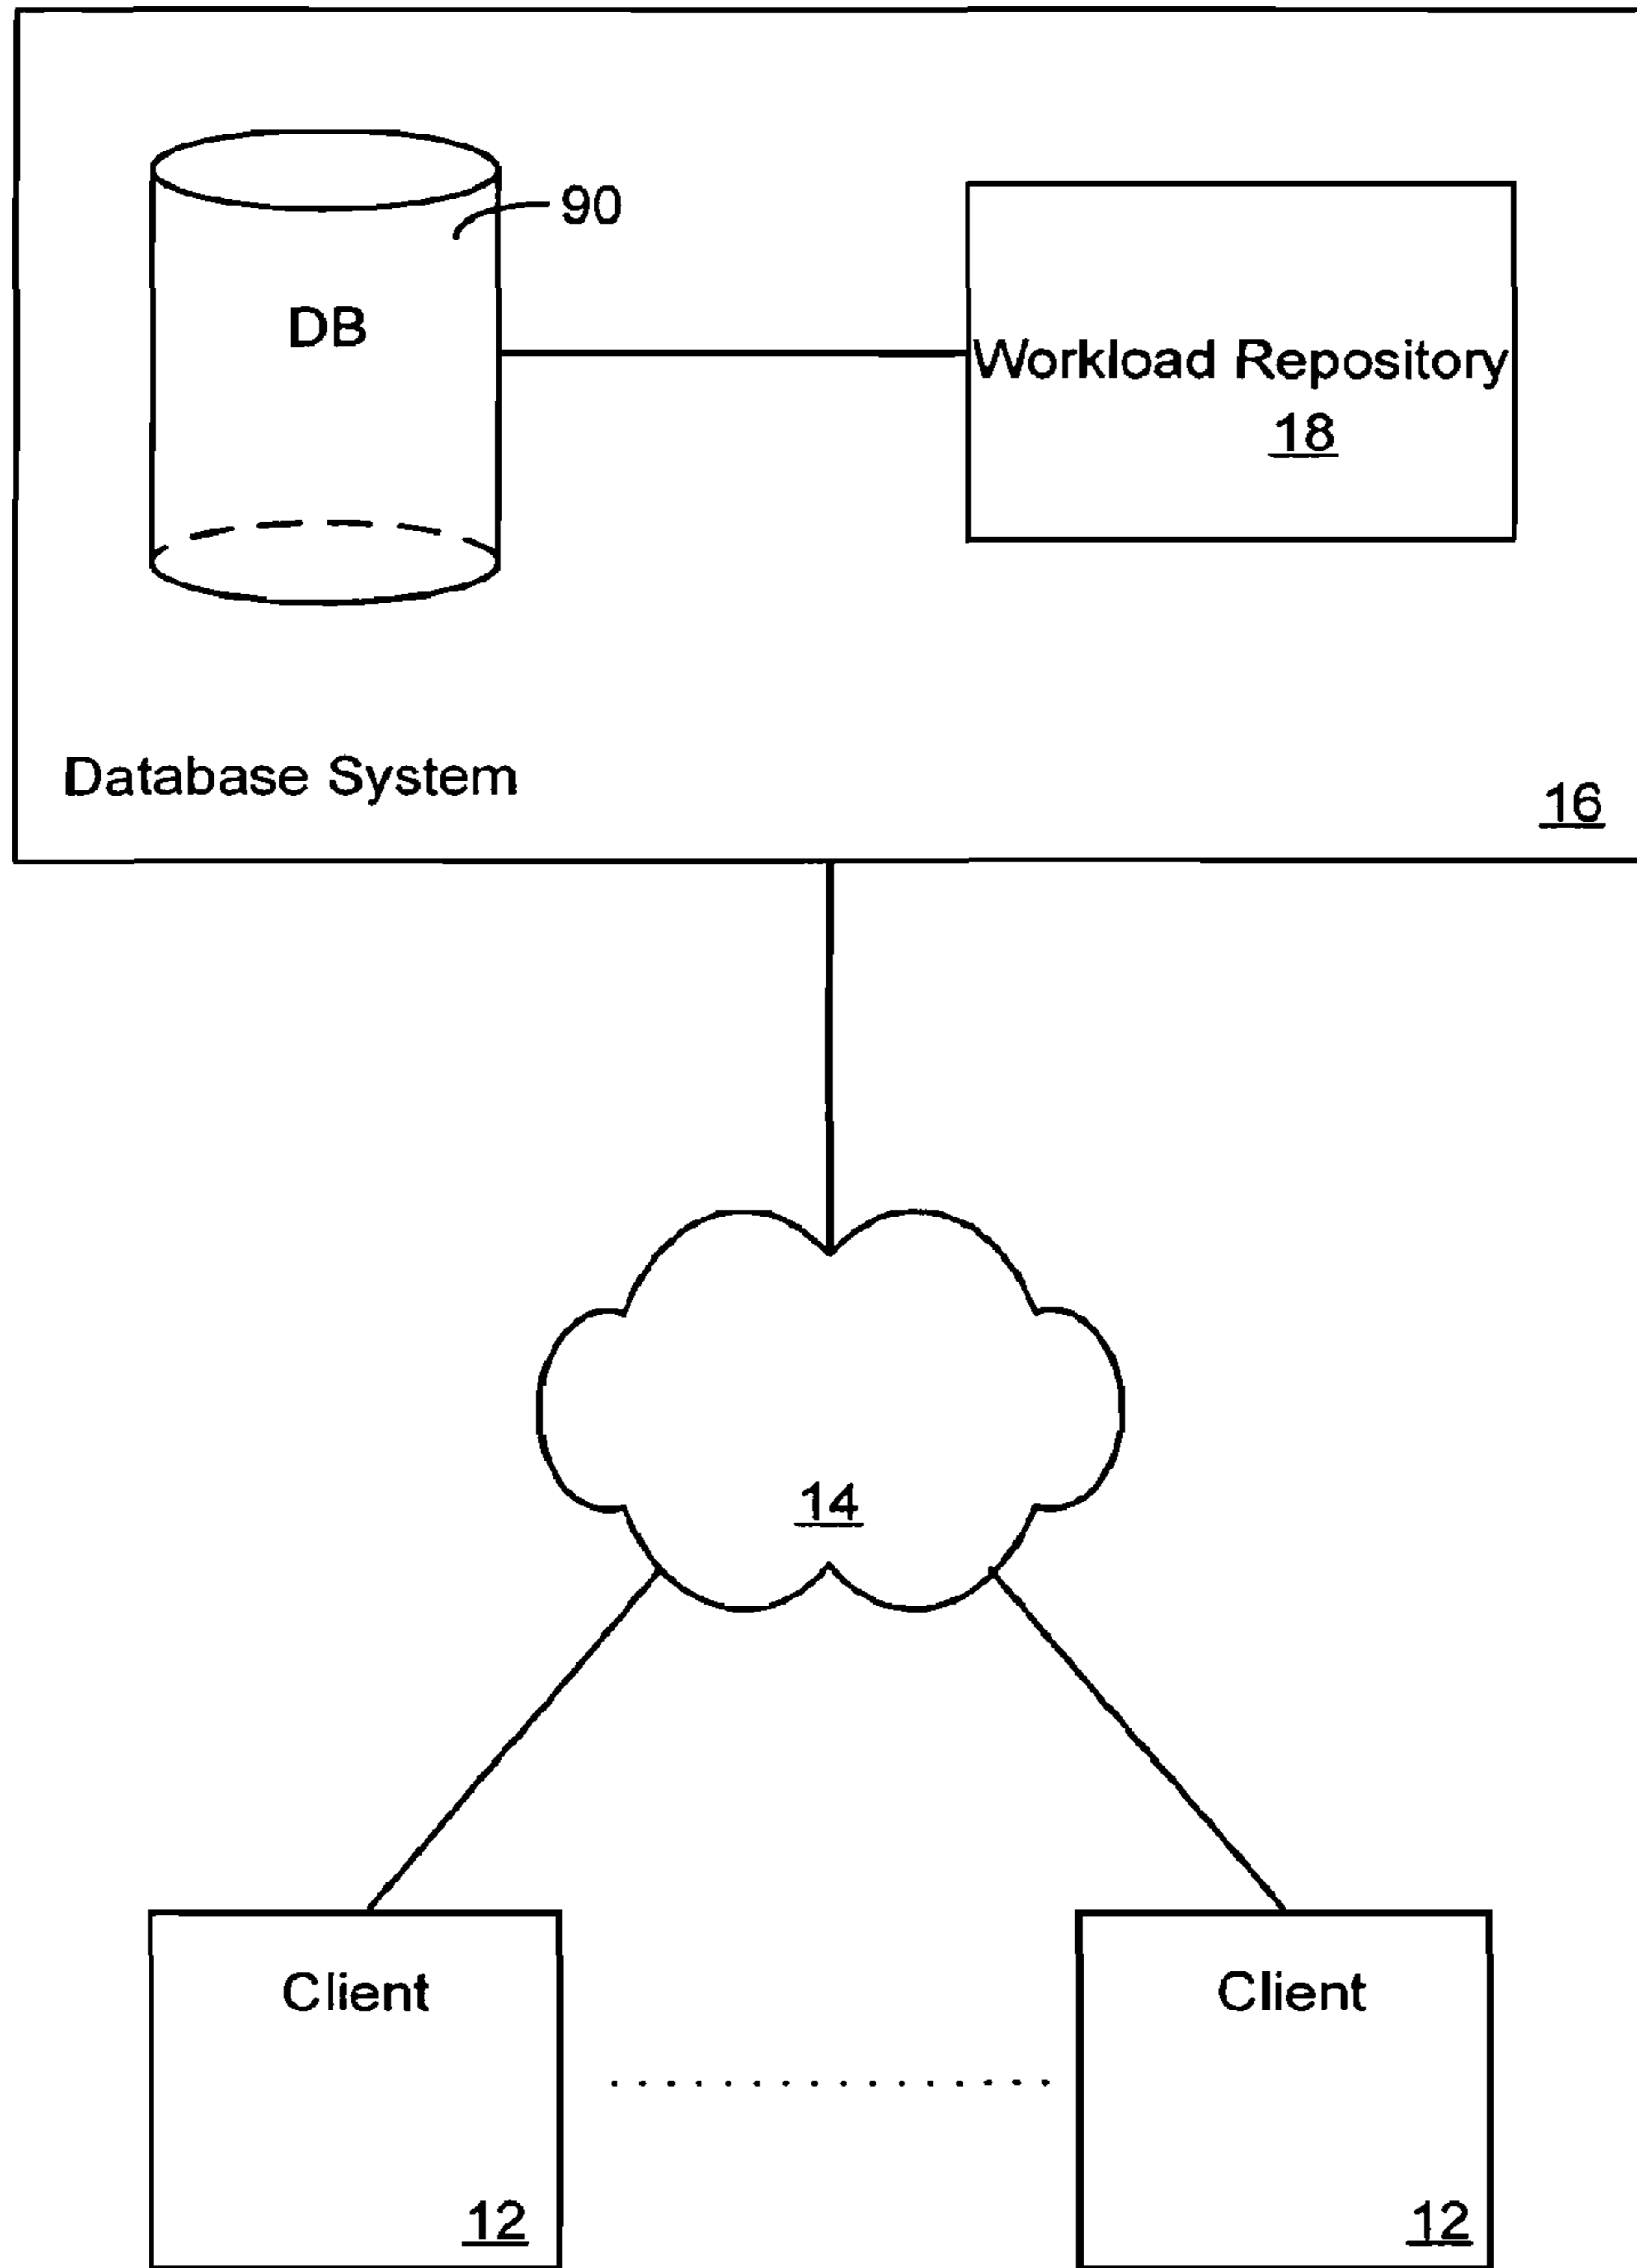 90
DB
Workload Repository
18
Database System
16
14
Client
Client
12
12